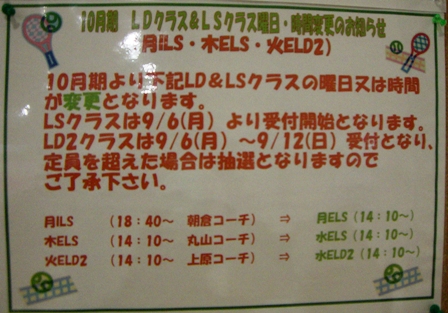 10月期 LDクラス&LSクラス曜日・時間変更のお知らせ
(月ILS・木ELS・火ELD2)
10月期より下記LD&LSクラスの曜日又は時間
が変更となります。
LSクラスは9/6(月)より受付開始となります。
LD2クラスは9/6(月)～9/12(日)受付となり、
定員を超えた場合は抽選となりますので
ご了承下さい。
月ILS (18:40～ 朝倉コーチ) ⇒ 月ELS(14:10～)
木ELS (14:10～ 丸山コーチ) ⇒ 水ELS(14:10～)
火ELD2 (14:10～ 上原コーチ) ⇒ 水ELD2(14:10～)